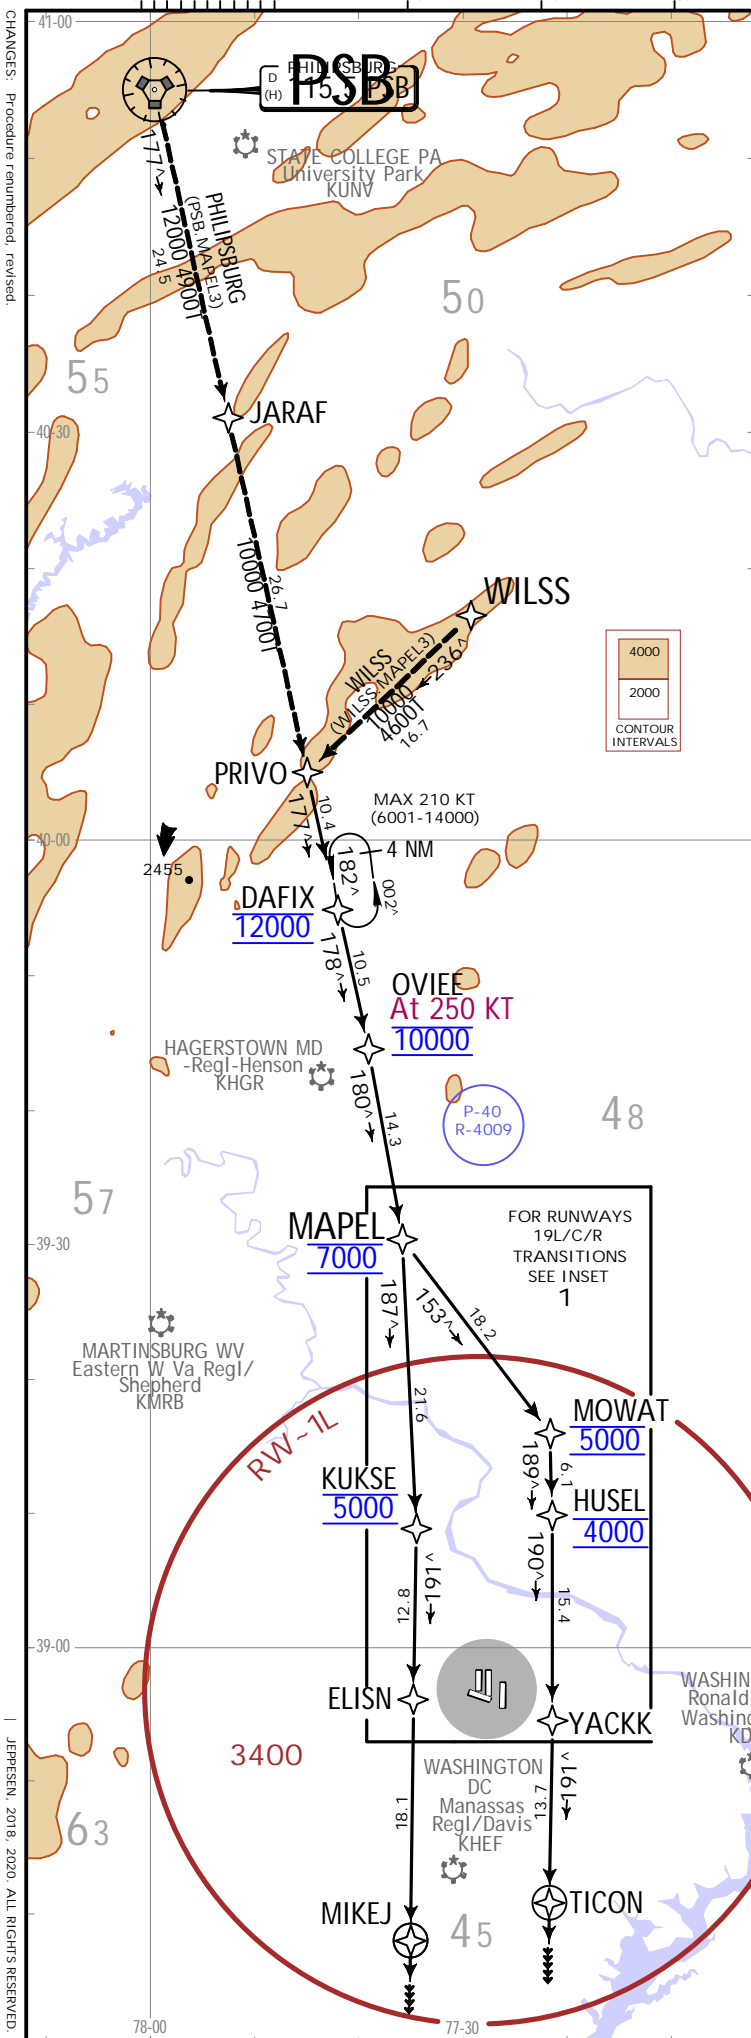 41-00
CHANGES: Procedure renumbered, revised.
D
(H)
PHILIPSBURG
115.5 PSB
PSB
STATE COLLEGE PA
University Park
KUNV
177^
PHILIPSBURG
(PSB.MAPEL3)
12000 4900T
24.5
50
55
JARAF
40-30
26.7
10000 4700T
WILSS
WILSS
(WILSS.MAPEL3)
10000
4600T
16.7
236^
4000
2000
CONTOUR
INTERVALS
PRIVO
177^
10.4
MAX 210 KT
(6001-14000)
40-00
4 NM
182^
002^
2455
DAFIX
12000
178^
10.5
OVIEE
At 250 KT
10000
HAGERSTOWN MD
-Regl-Henson
KHGR
180^
14.3
P-40
R-4009
48
57
MAPEL
7000
39-30
FOR RUNWAYS
19L/C/R
TRANSITIONS
SEE INSET
1
187^
153^
18.2
MARTINSBURG WV
Eastern W Va Regl/
Shepherd
KMRB
21.6
RW~1L
MOWAT
5000
189^
6.1
KUKSE
5000
HUSEL
4000
191^
12.8
190^
15.4
39-00
ELISN
YACKK
WASHIN
Ronald
Washing
KD
3400
WASHINGTON
DC
Manassas
Regl/Davis
KHEF
18.1
13.7
191^
63
MIKEJ
TICON
45
78-00
77-30
| JEPPESEN, 2018, 2020. ALL RIGHTS RESERVED.